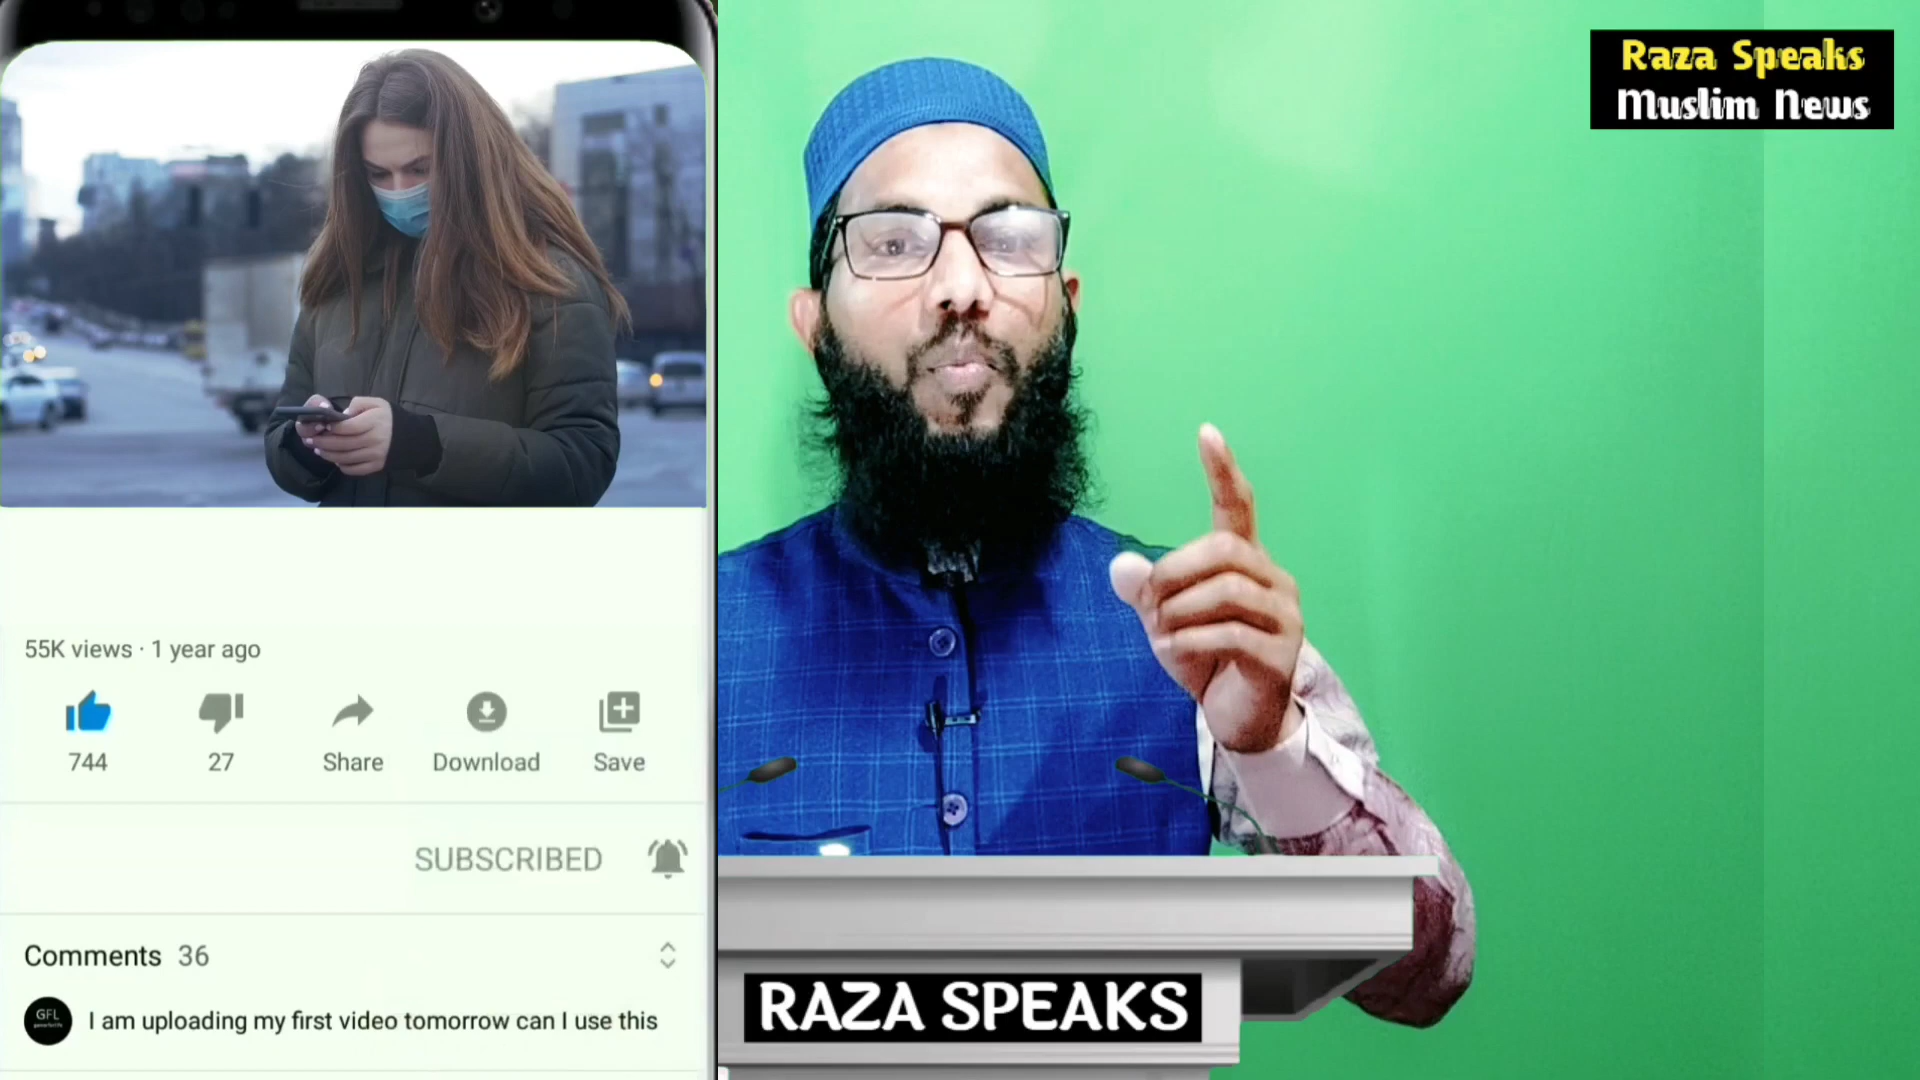 Raza Speaks
Muslim News
55K views · 1 year ago
744
27
Share
Download
Save
SUBSCRIBED
Comments 36
GFL
I am uploading my first video tomorrow can I use this
RAZA SPEAKS